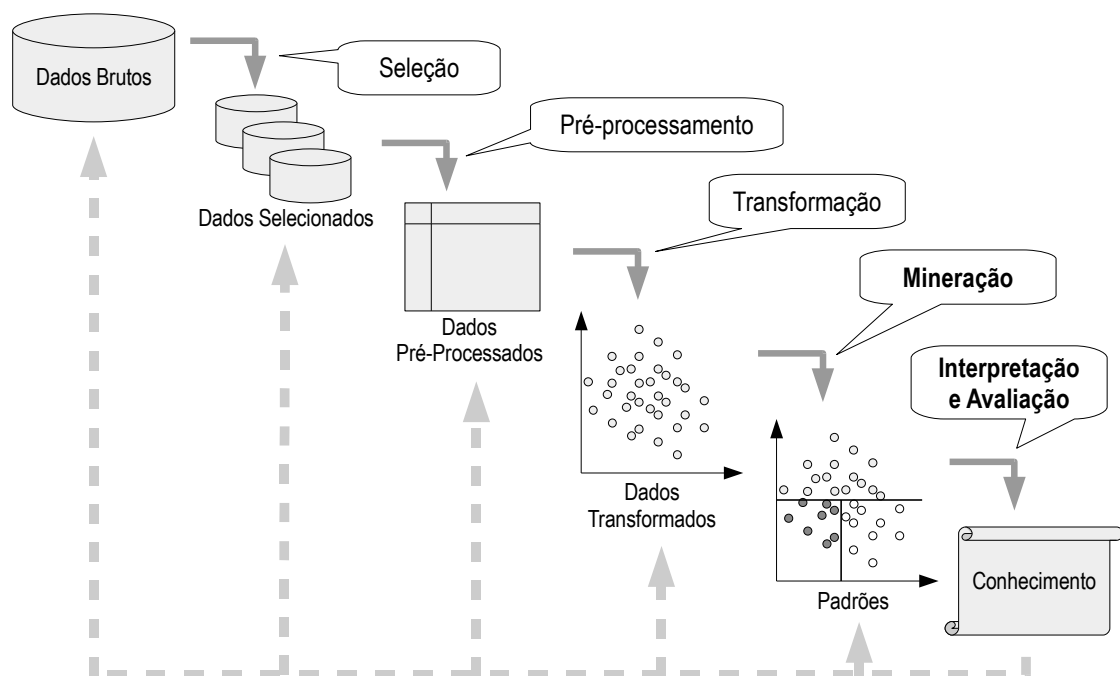 Dados Brutos
Seleção
Dados Selecionados
Pré-processamento
Dados
Pré-Processados
Transformação
Dados
Transformados
Mineração
Padrões
Interpretação
e Avaliação
Conhecimento